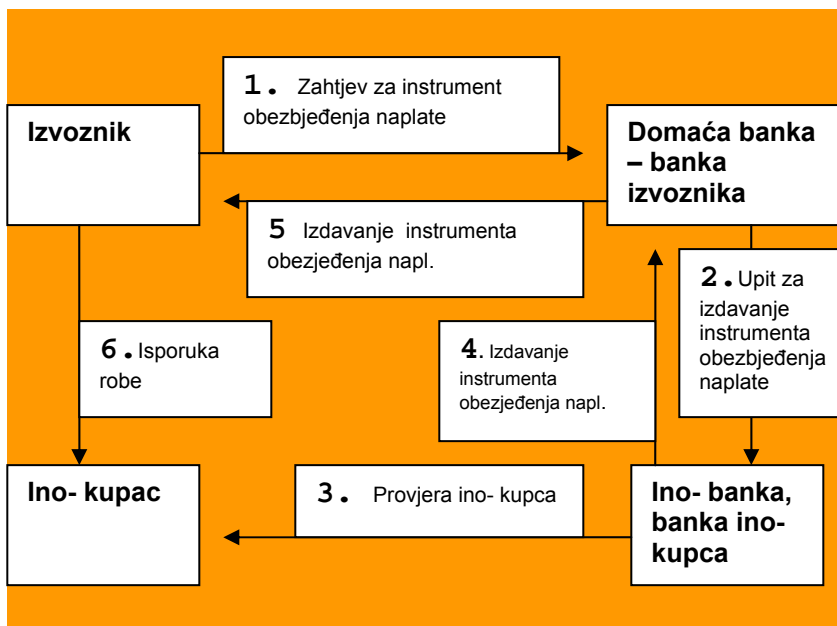 1. Zahtjev za instrument
obezbjeđenja naplate
Izvoznik
Domaća banka
– banka
izvoznika
5 Izdavanje instrumenta
obezjeđenja napl.
2. Upit za
izdavanje
instrumenta
obezbjeđenja
naplate
6. Isporuka
robe
4. Izdavanje
instrumenta
obezjeđenja napl.
Ino- kupac
3. Provjera ino- kupca
Ino- banka,
banka ino-
kupca